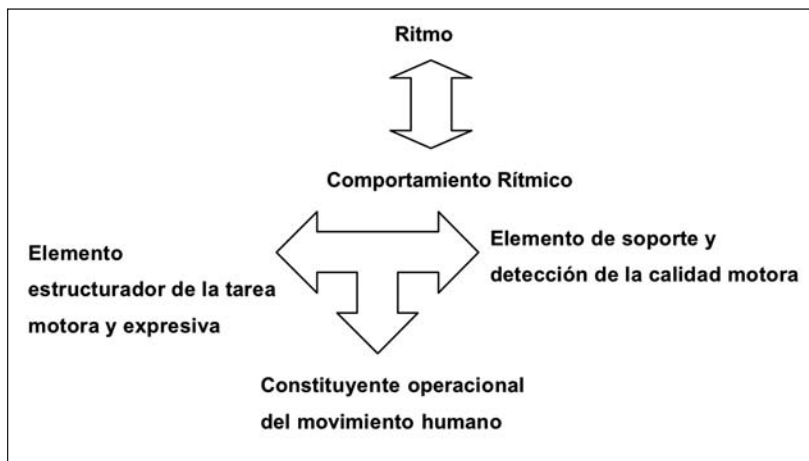 Ritmo
Comportamiento Rítmico
Elemento
estructurador de la tarea
motora y expresiva
Elemento de soporte y
detección de la calidad motora
Constituyente operacional
del movimiento humano